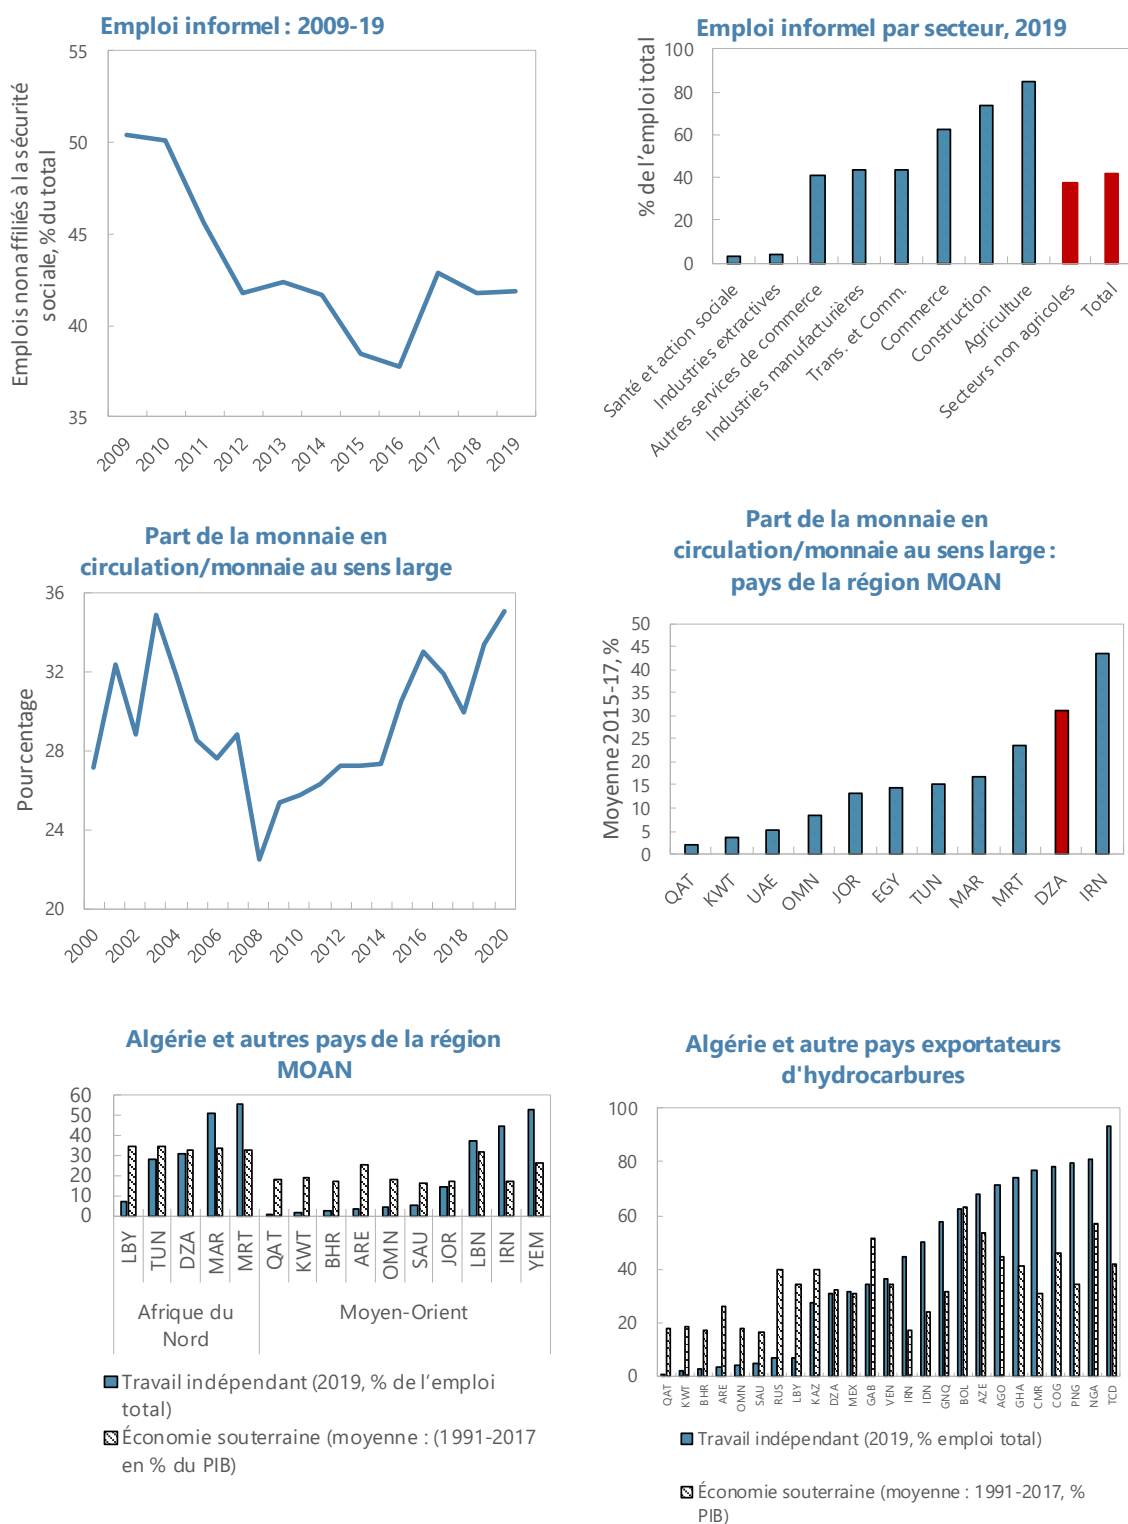 Emploi informel : 2009-19
Emplois non affiliés à la sécurité
sociale, % du total
55
50
45
40
35
2009
2010
2011
2012
2013
2014
2015
2016
2017
2018
2019
Emploi informel par secteur, 2019
% de l'emploi total
100
80
60
40
20
0
Santé et action sociale
Industries extractives
Autres services de commerce
Industries manufacturières
Trans. et Comm.
Commerce
Construction
Agriculture
Secteurs non agricoles
Total
Part de la monnaie en
circulation/monnaie au sens large
Pourcentage
36
32
28
24
20
2000
2002
2004
2006
2008
2010
2012
2014
2016
2018
2020
Part de la monnaie en
circulation/monnaie au sens large :
pays de la région MOAN
Moyenne 2015-17, %
50
45
40
35
30
25
20
15
10
5
0
QAT
KWT
UAE
OMN
JOR
EGY
TUN
MAR
MRT
DZA
IRN
Algérie et autres pays de la région
MOAN
60
50
40
30
20
10
0
LBY
TUN
DZA
MAR
MRT
QAT
KWT
BHR
ARE
OMN
SAU
JOR
LBN
IRN
YEM
Afrique du
Nord
Moyen-Orient
Travail indépendant (2019, % de l'emploi
total)
Économie souterraine (moyenne : (1991-2017
en % du PIB)
Algérie et autre pays exportateurs
d'hydrocarbures
100
80
60
40
20
0
QAT
KWT
BHR
ARE
OMN
SAU
RUS
LBY
KAZ
DZA
MEX
GAB
VEN
IRN
IDN
GNQ
BOL
AZE
AGO
GHA
CMR
COG
PNG
NGA
TCD
Travail indépendant (2019, % emploi total)
Économie souterraine (moyenne : 1991-2017, %
PIB)